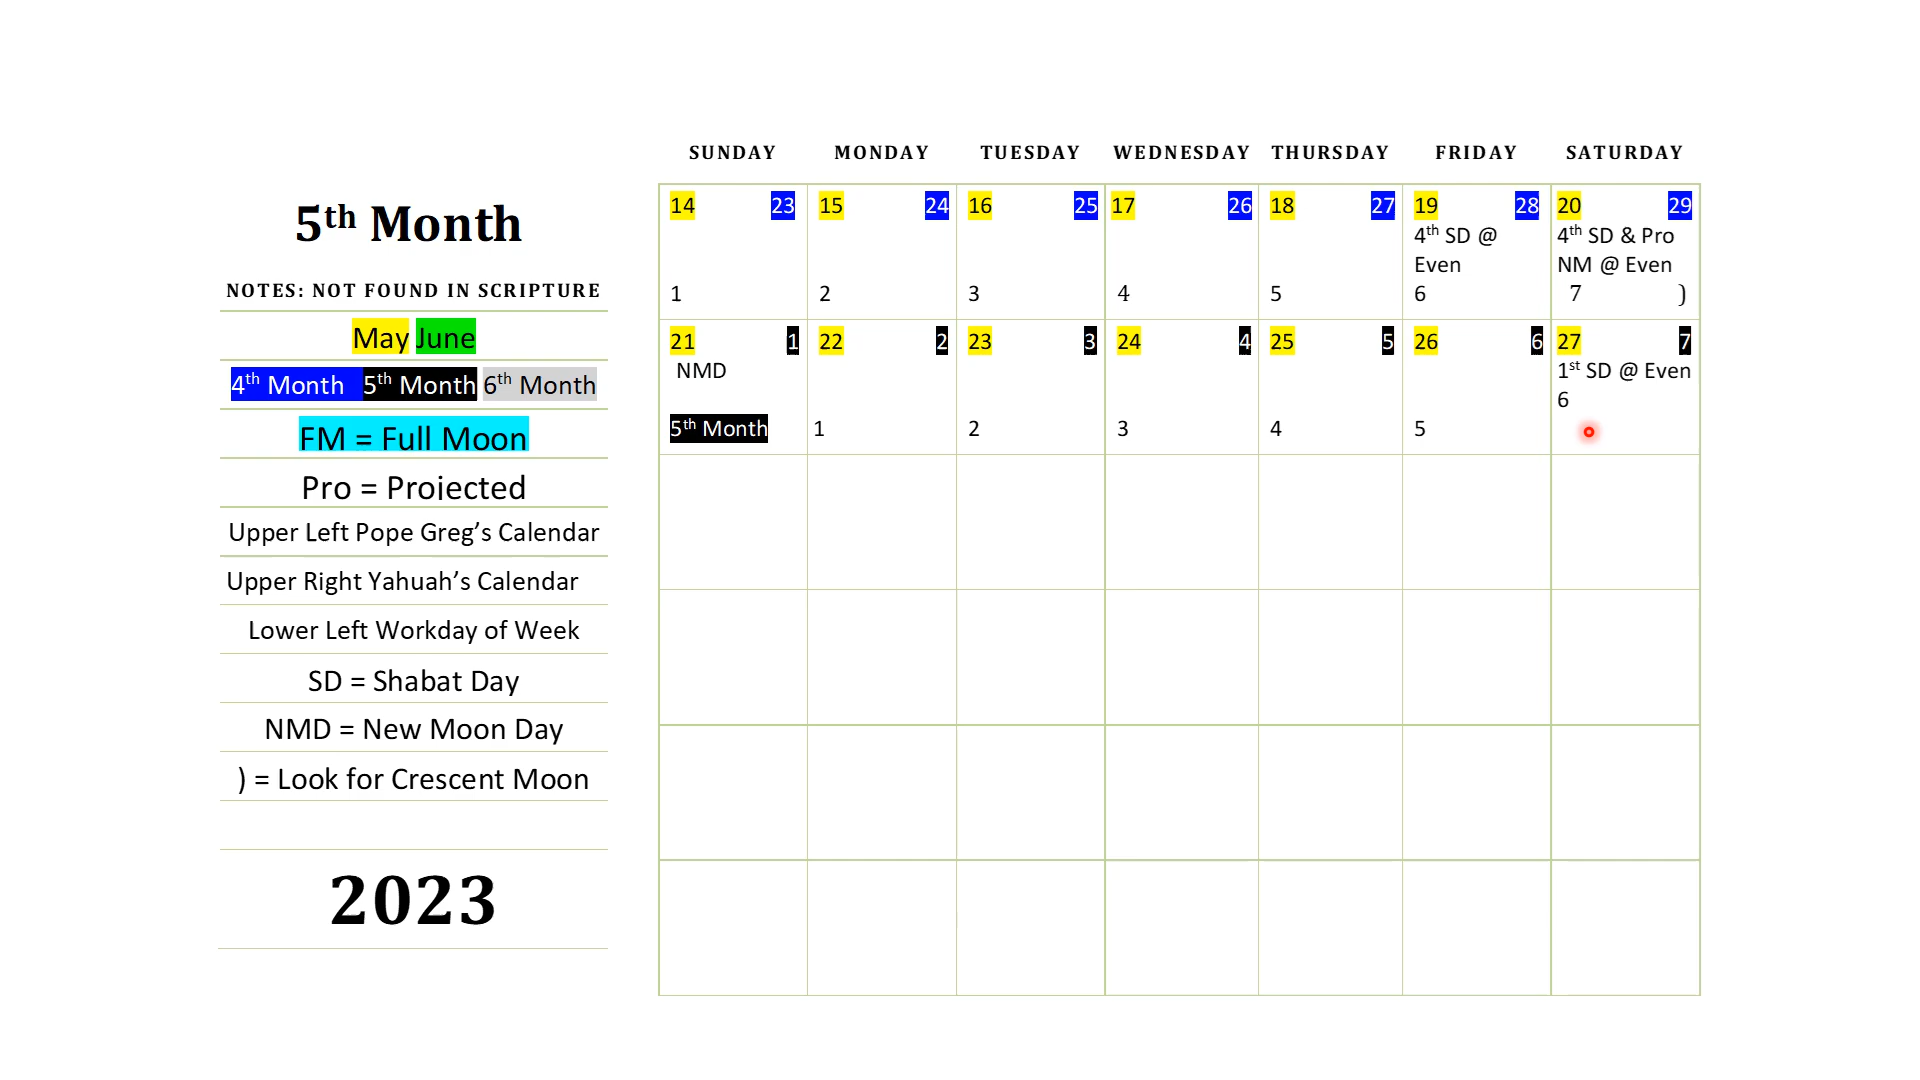 SUNDAY MONDAY TUESDAY WEDNESDAY THURSDAY FRIDAY SATURDAY
5th Month
NOTES: NOT FOUND IN SCRIPTURE
May June
4th Month 5th Month 6th Month
FM = Full Moon
Pro = Projected
Upper Left Pope Greg’s Calendar
Upper Right Yahuah’s Calendar
Lower Left Workday of Week
SD = Shabat Day
NMD = New Moon Day
) = Look for Crescent Moon
2023
14 23 15 24 16 25 17 26 18 27 19 28 20 29
4th SD @ 4th SD & Pro
Even NM @ Even
1 2 3 4 5 6 7 )
21 1 22 2 23 3 24 4 25 5 26 6 27 7
NMD 1st SD @ Even
6
5th Month 1 2 3 4 5